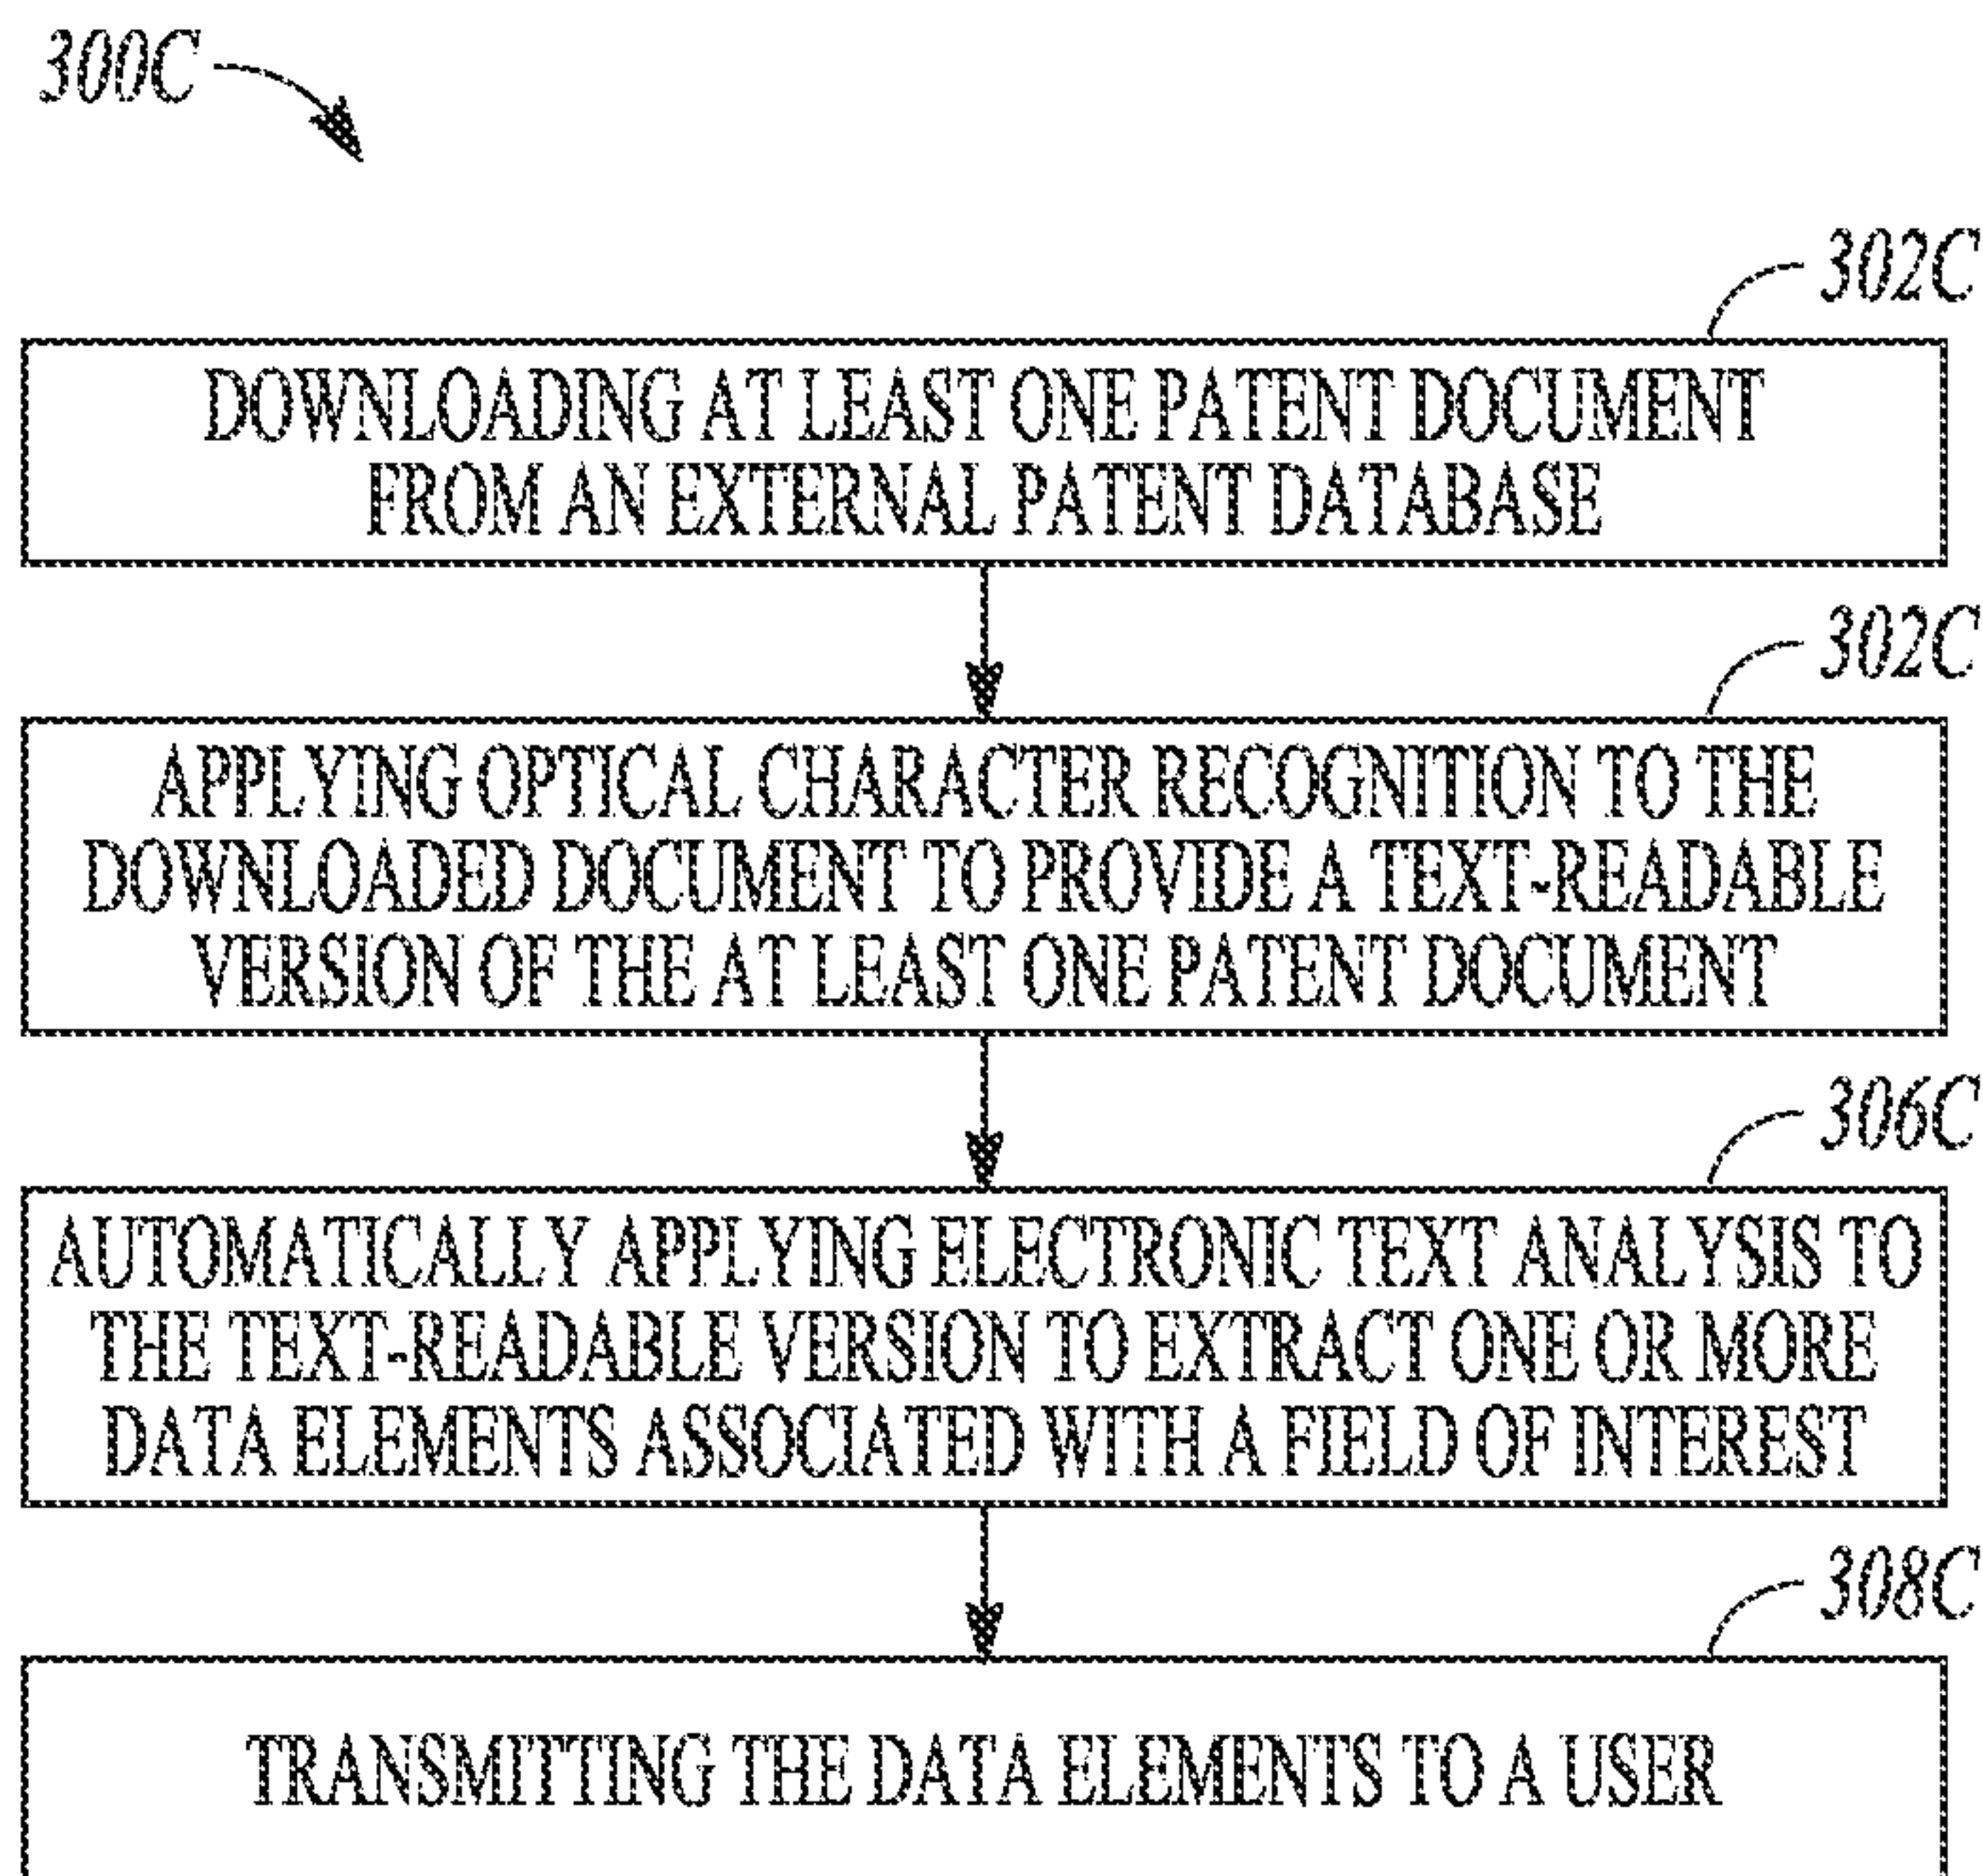 300C
302C
DOWNLOADING AT LEAST ONE PATENT DOCUMENT
FROM AN EXTERNAL PATENT DATABASE
302C
APPLYING OPTICAL CHARACTER RECOGNITION TO THE
DOWNLOADED DOCUMENT TO PROVIDE A TEXT-READABLE
VERSION OF THE AT LEAST ONE PATENT DOCUMENT
306C
AUTOMATICALLY APPLYING ELECTRONIC TEXT ANALYSIS TO
THE TEXT-READABLE VERSION TO EXTRACT ONE OR MORE
DATA ELEMENTS ASSOCIATED WITH A FIELD OF INTEREST
308C
TRANSMITTING THE DATA ELEMENTS TO A USER